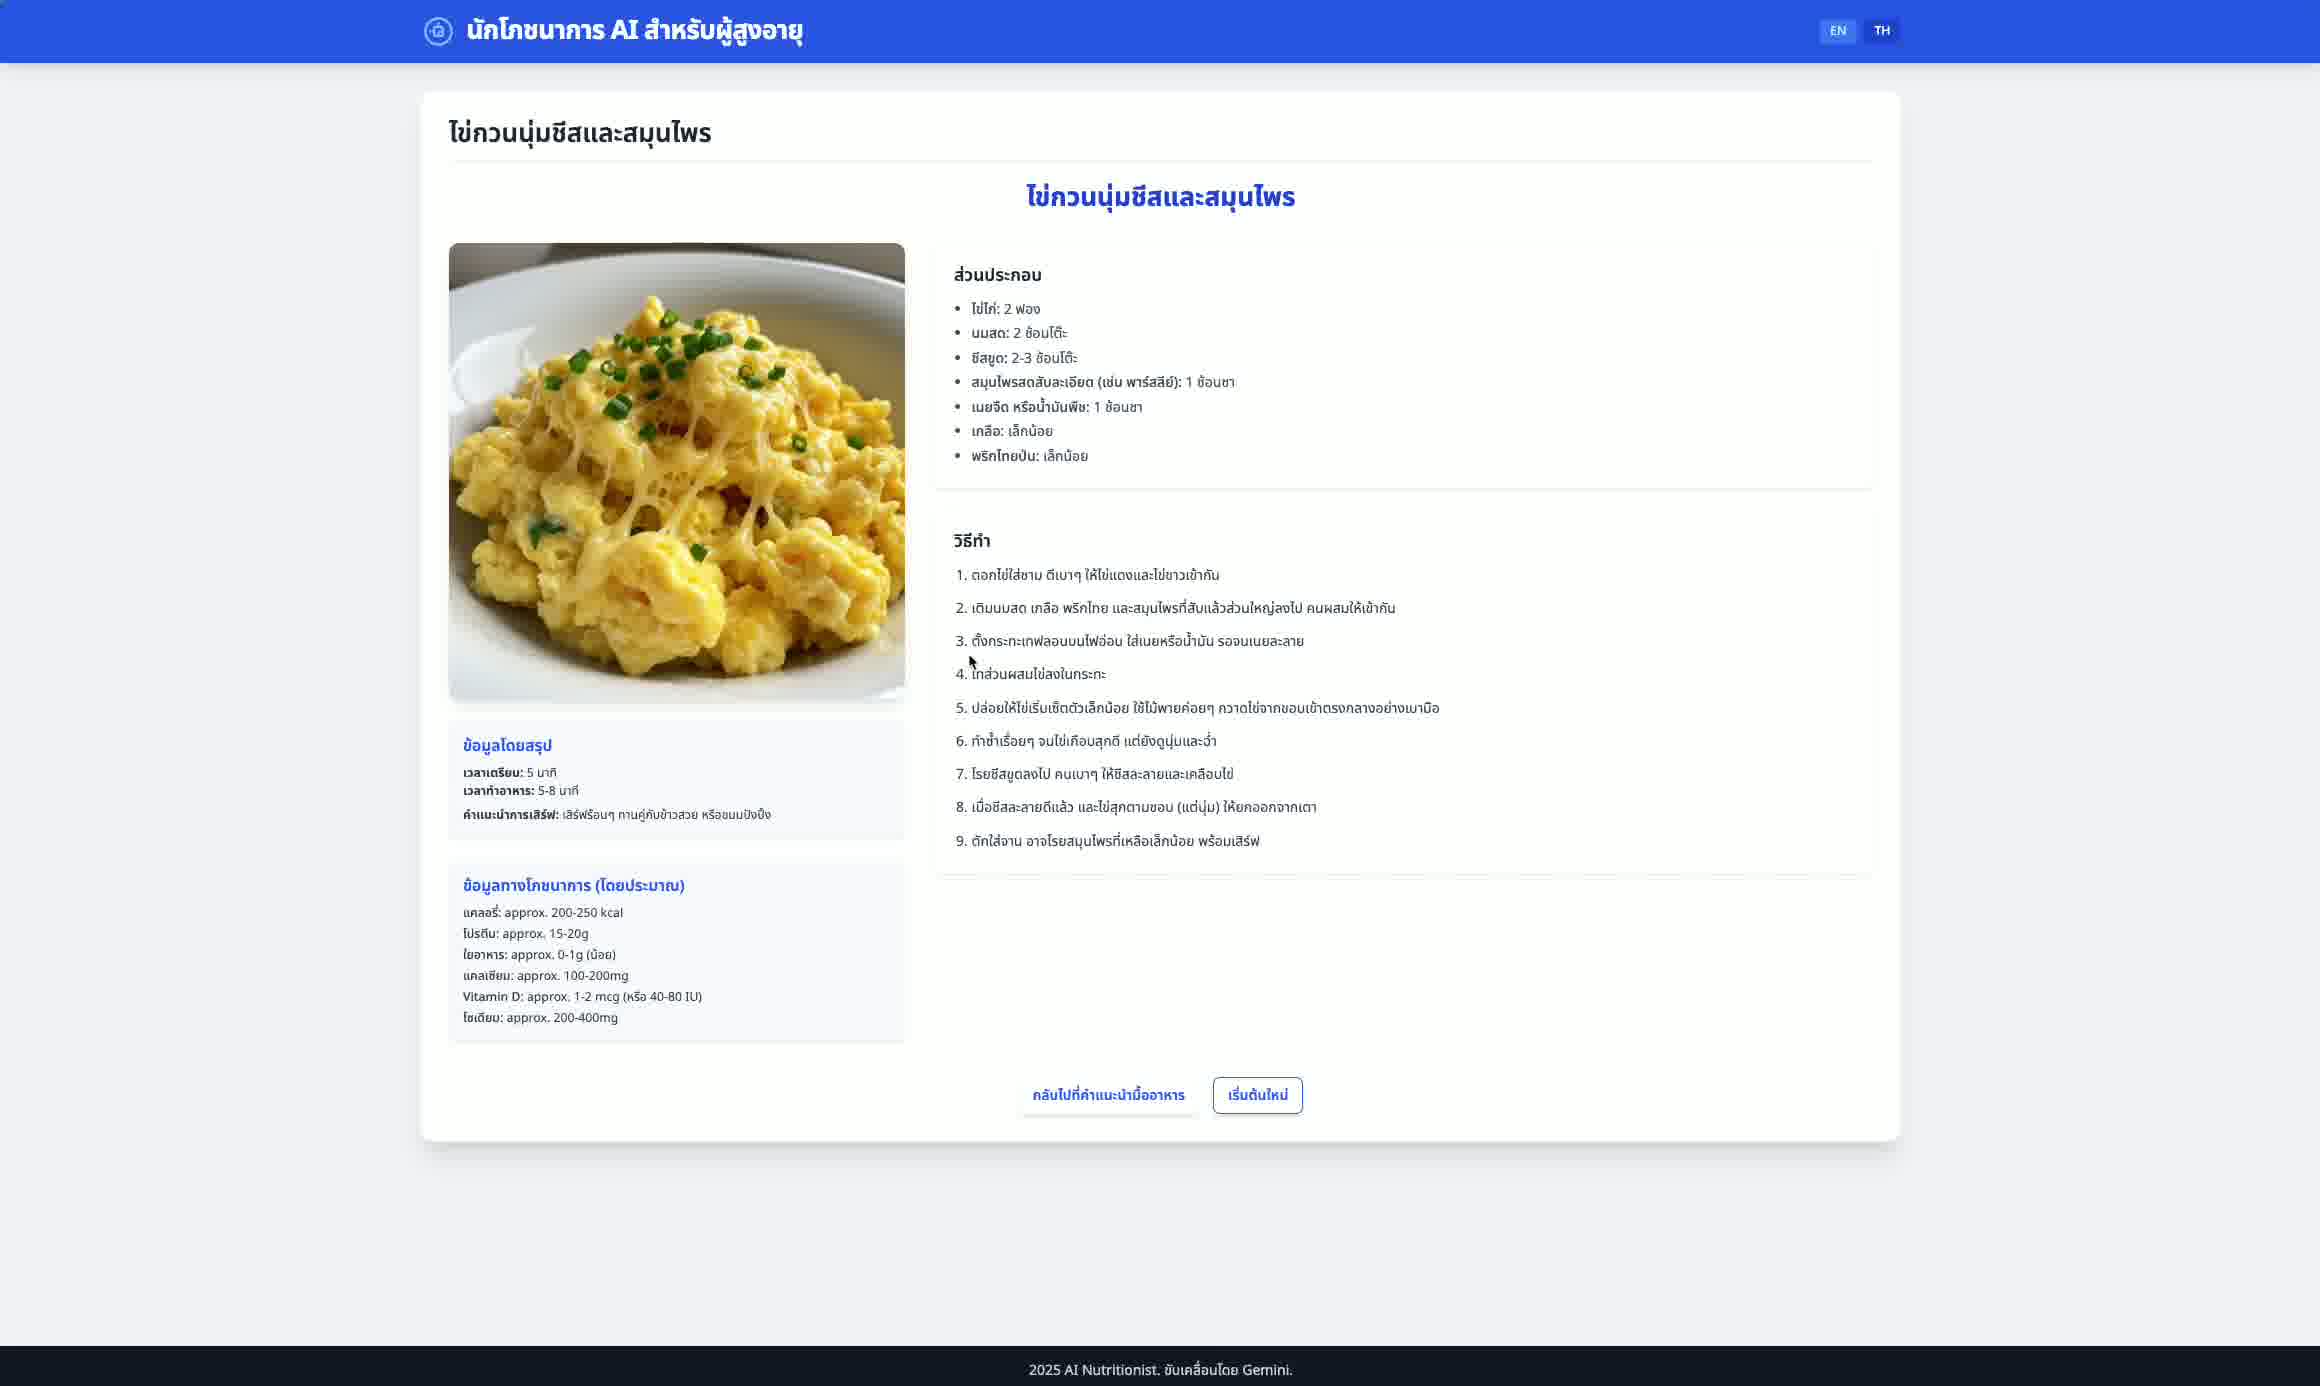 นักโภชนาการ AI สำหรับผู้สูงอายุ
EN
TH
ไข่กวนนุ่มชีสและสมุนไพร
ไข่กวนนุ่มชีสและสมุนไพร
ส่วนประกอบ
• ไข่ไก่: 2 ฟอง
• นมสด: 2 ช้อนโต๊ะ
• ชีสขูด: 2-3 ช้อนโต๊ะ
• สมุนไพรสดสับละเอียด (เช่น พาร์สลีย์): 1 ช้อนชา
• เนยจืด หรือน้ำมันพืช: 1 ช้อนชา
• เกลือ: เล็กน้อย
• พริกไทยป่น: เล็กน้อย
วิธีทำ
1. ตอกไข่ใส่ชาม ตีเบาๆ ให้ไข่แดงและไข่ขาวเข้ากัน
2. เติมนมสด เกลือ พริกไทย และสมุนไพรที่สับแล้วส่วนใหญ่ลงไป คนผสมให้เข้ากัน
3. ตั้งกระทะเทฟลอนบนไฟอ่อน ใส่เนยหรือน้ำมัน รอจนเนยละลาย
4. เทส่วนผสมไข่ลงในกระทะ
5. ปล่อยให้ไข่เริ่มเซ็ตตัวเล็กน้อย ใช้ไม้พายค่อยๆ กวาดไข่จากขอบเข้าตรงกลางอย่างเบามือ
6. ทำซ้ำเรื่อยๆ จนไข่เกือบสุกดี แต่ยังดูนุ่มและฉ่ำ
7. โรยชีสขูดลงไป คนเบาๆ ให้ชีสละลายและเคลือบไข่
8. เมื่อชีสละลายดีแล้ว และไข่สุกตามชอบ (แต่นุ่ม) ให้ยกออกจากเตา
9. ตักใส่จาน อาจโรยสมุนไพรที่เหลือเล็กน้อย พร้อมเสิร์ฟ
ข้อมูลโดยสรุป
เวลาเตรียม: 5 นาที
เวลาทำอาหาร: 5-8 นาที
คำแนะนำการเสิร์ฟ: เสิร์ฟร้อนๆ ทานคู่กับข้าวสวย หรือขนมปังปิ้ง
ข้อมูลทางโภชนาการ (โดยประมาณ)
แคลอรี่: approx. 200-250 kcal
โปรตีน: approx. 15-20g
ใยอาหาร: approx. 0-1g (น้อย)
แคลเซียม: approx. 100-200mg
Vitamin D: approx. 1-2 mcg (หรือ 40-80 IU)
โซเดียม: approx. 200-400mg
กลับไปที่คำแนะนำมื้ออาหาร
เริ่มต้นใหม่
2025 AI Nutritionist. ขับเคลื่อนโดย Gemini.